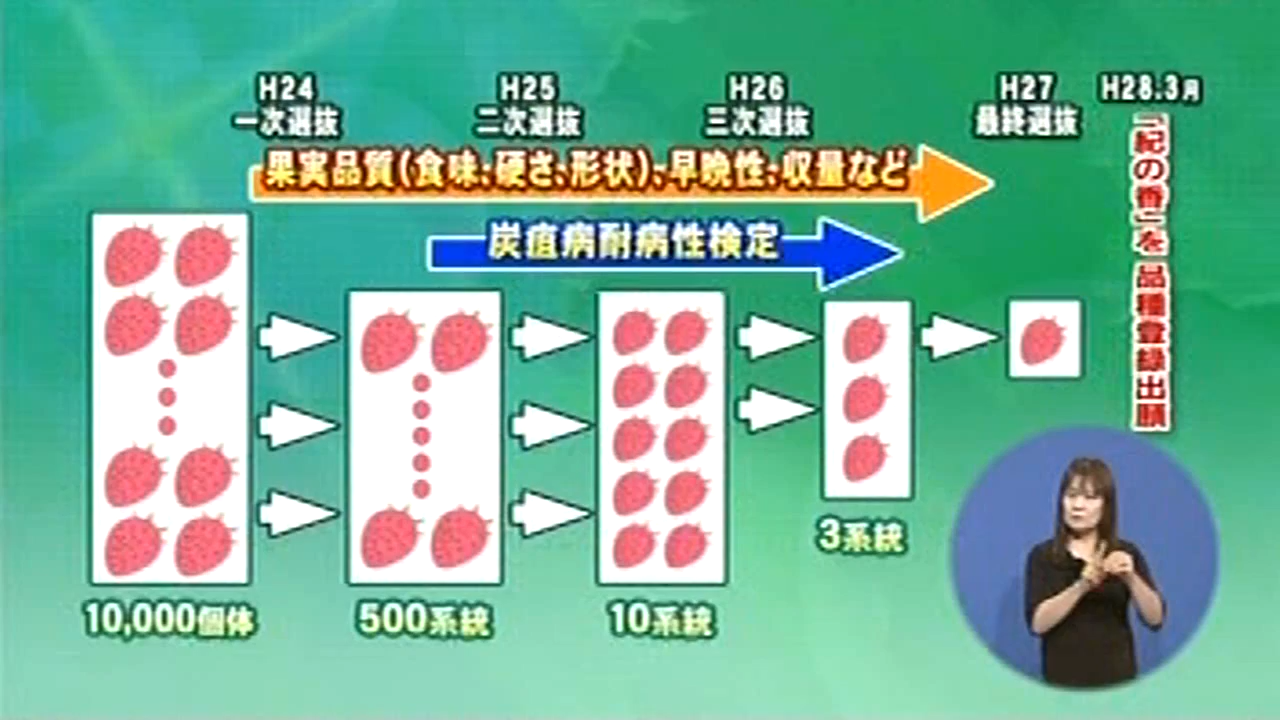 H24
一次選抜
H25
二次選抜
H26
三次選抜
H27
最終選抜
H28.3月
「紀の香」を 品種登録出願
果実品質(食味、硬さ、形状)、早晩性、収量など
炭疽病耐病性検定
10,000個体
500系統
10系統
3系統